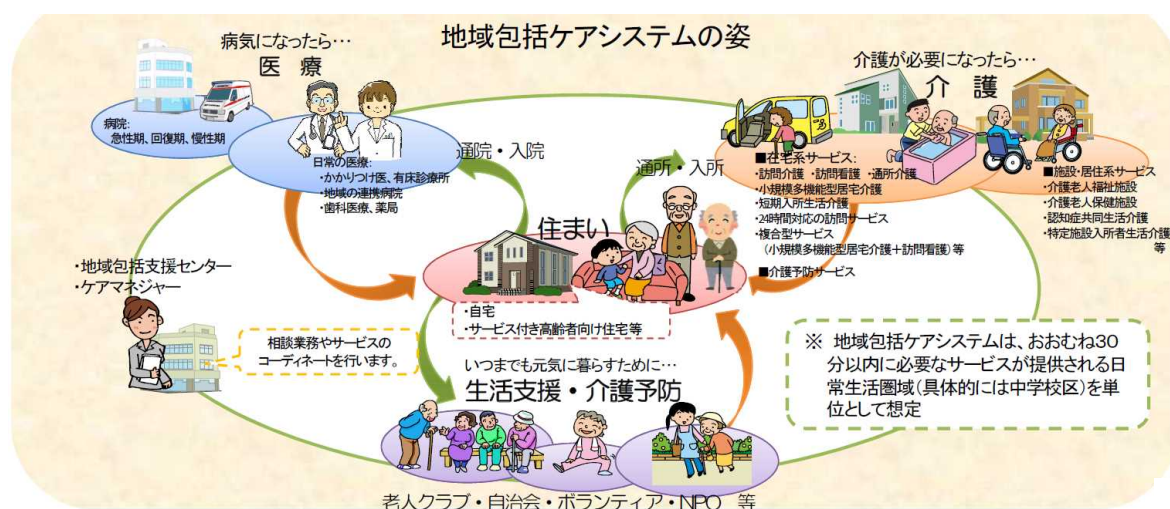 地域包括ケアシステムの姿
病気になったら…
医 療
病院:
急性期、回復期、慢性期
日常の医療:
・かかりつけ医、有床診療所
・地域の連携病院
・歯科医療、薬局
通院・入院
介護が必要になったら…
介 護
通所・入所
■在宅系サービス:
・訪問介護 ・訪問看護 ・通所介護
・小規模多機能型居宅介護
・短期入所生活介護
・24時間対応の訪問サービス
・複合型サービス
(小規模多機能型居宅介護+訪問看護)等
■介護予防サービス
■施設・居住系サービス
・介護老人福祉施設
・介護老人保健施設
・認知症共同生活介護
・特定施設入所者生活介護
等
住まい
・自宅
・サービス付き高齢者向け住宅等
・地域包括支援センター
・ケアマネジャー
相談業務やサービスの
コーディネートを行います。
いつまでも元気に暮らすために…
生活支援・介護予防
老人クラブ・自治会・ボランティア・NPO 等
※ 地域包括ケアシステムは、おおむね30
分以内に必要なサービスが提供される日
常生活圏域(具体的には中学校区)を単
位として想定